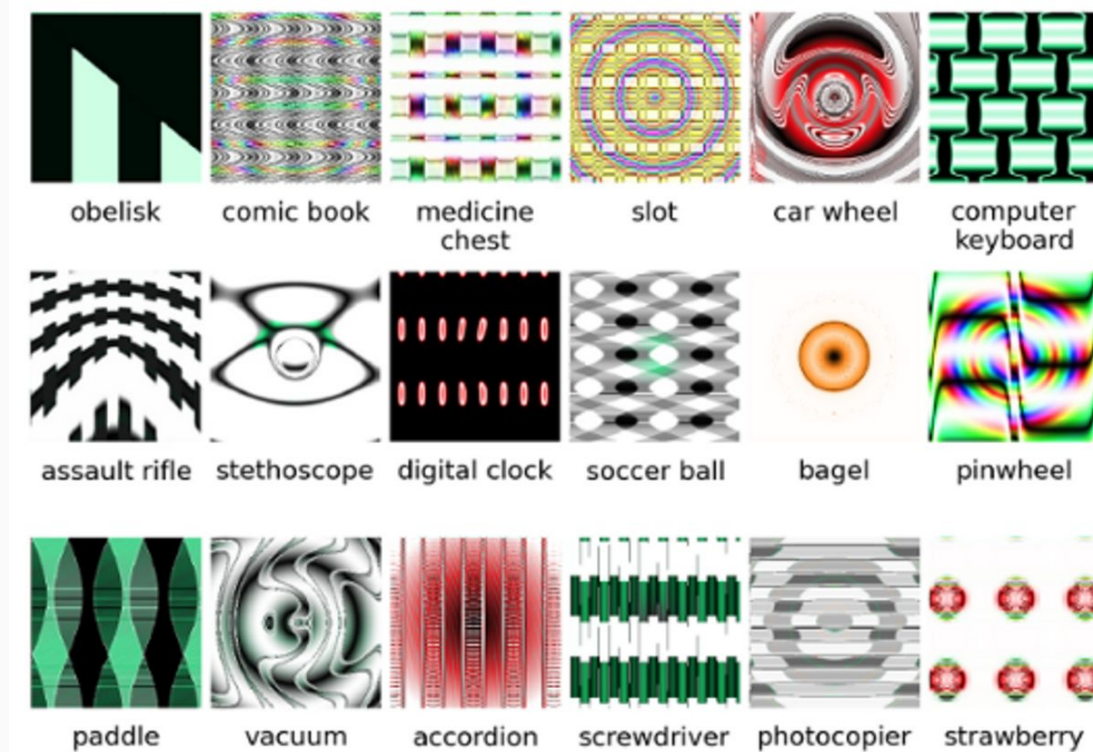 obelisk
comic book
medicine
chest
slot
car wheel
computer
keyboard
assault rifle
stethoscope
digital clock
soccer ball
bagel
pinwheel
paddle
vacuum
accordion
screwdriver
photocopier
strawberry